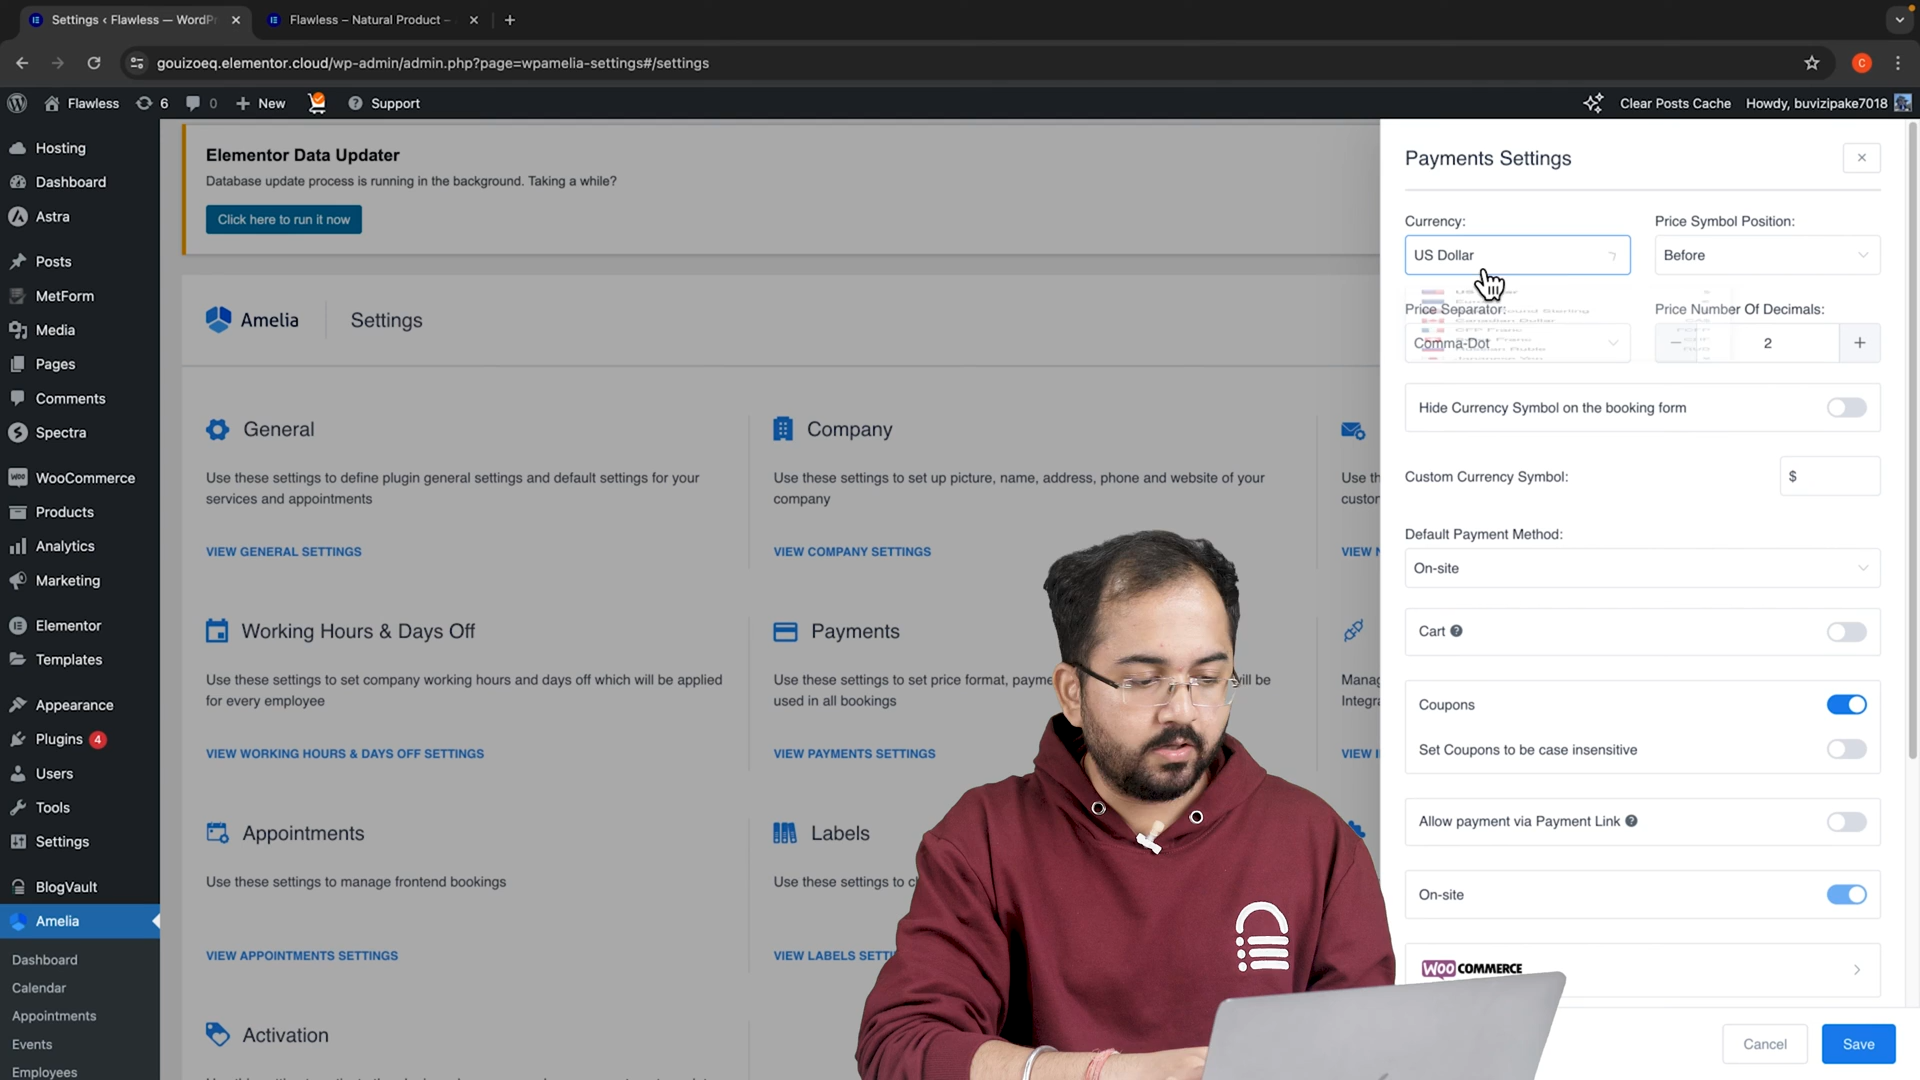 Settings ‹ Flawless — WordPr
Flawless – Natural Product –
gouizoeq.elementor.cloud/wp-admin/admin.php?page=wpamelia-settings#/settings
Flawless
6
0
New
Support
Clear Posts Cache
Howdy, buvizipake7018
Hosting
Dashboard
Astra
Posts
MetForm
Media
Pages
Comments
Spectra
WooCommerce
Products
Analytics
Marketing
Elementor
Templates
Appearance
Plugins 4
Users
Tools
Settings
BlogVault
Amelia
Dashboard
Calendar
Appointments
Events
Employees
Elementor Data Updater
Database update process is running in the background. Taking a while?
Click here to run it now
Amelia
Settings
General
Use these settings to define plugin general settings and default settings for your
services and appointments
VIEW GENERAL SETTINGS
Company
Use these settings to set up picture, name, address, phone and website of your
company
VIEW COMPANY SETTINGS
Use th
custor
VIEW
Working Hours & Days Off
Use these settings to set company working hours and days off which will be applied
for every employee
VIEW WORKING HOURS & DAYS OFF SETTINGS
Payments
Use these settings to set price format, payme
will be
used in all bookings
VIEW PAYMENTS SETTINGS
Manag
Integra
VIEW I
Appointments
Use these settings to manage frontend bookings
VIEW APPOINTMENTS SETTINGS
Labels
Use these settings to c
VIEW LABELS SETT
Activation
Payments Settings
Currency:
US Dollar
Price Symbol Position:
Before
Price Separator:
Comma-Dot
Price Number Of Decimals:
2
Hide Currency Symbol on the booking form
Custom Currency Symbol:
$
Default Payment Method:
On-site
Cart
Coupons
Set Coupons to be case insensitive
Allow payment via Payment Link
On-site
WOO COMMERCE
Cancel
Save